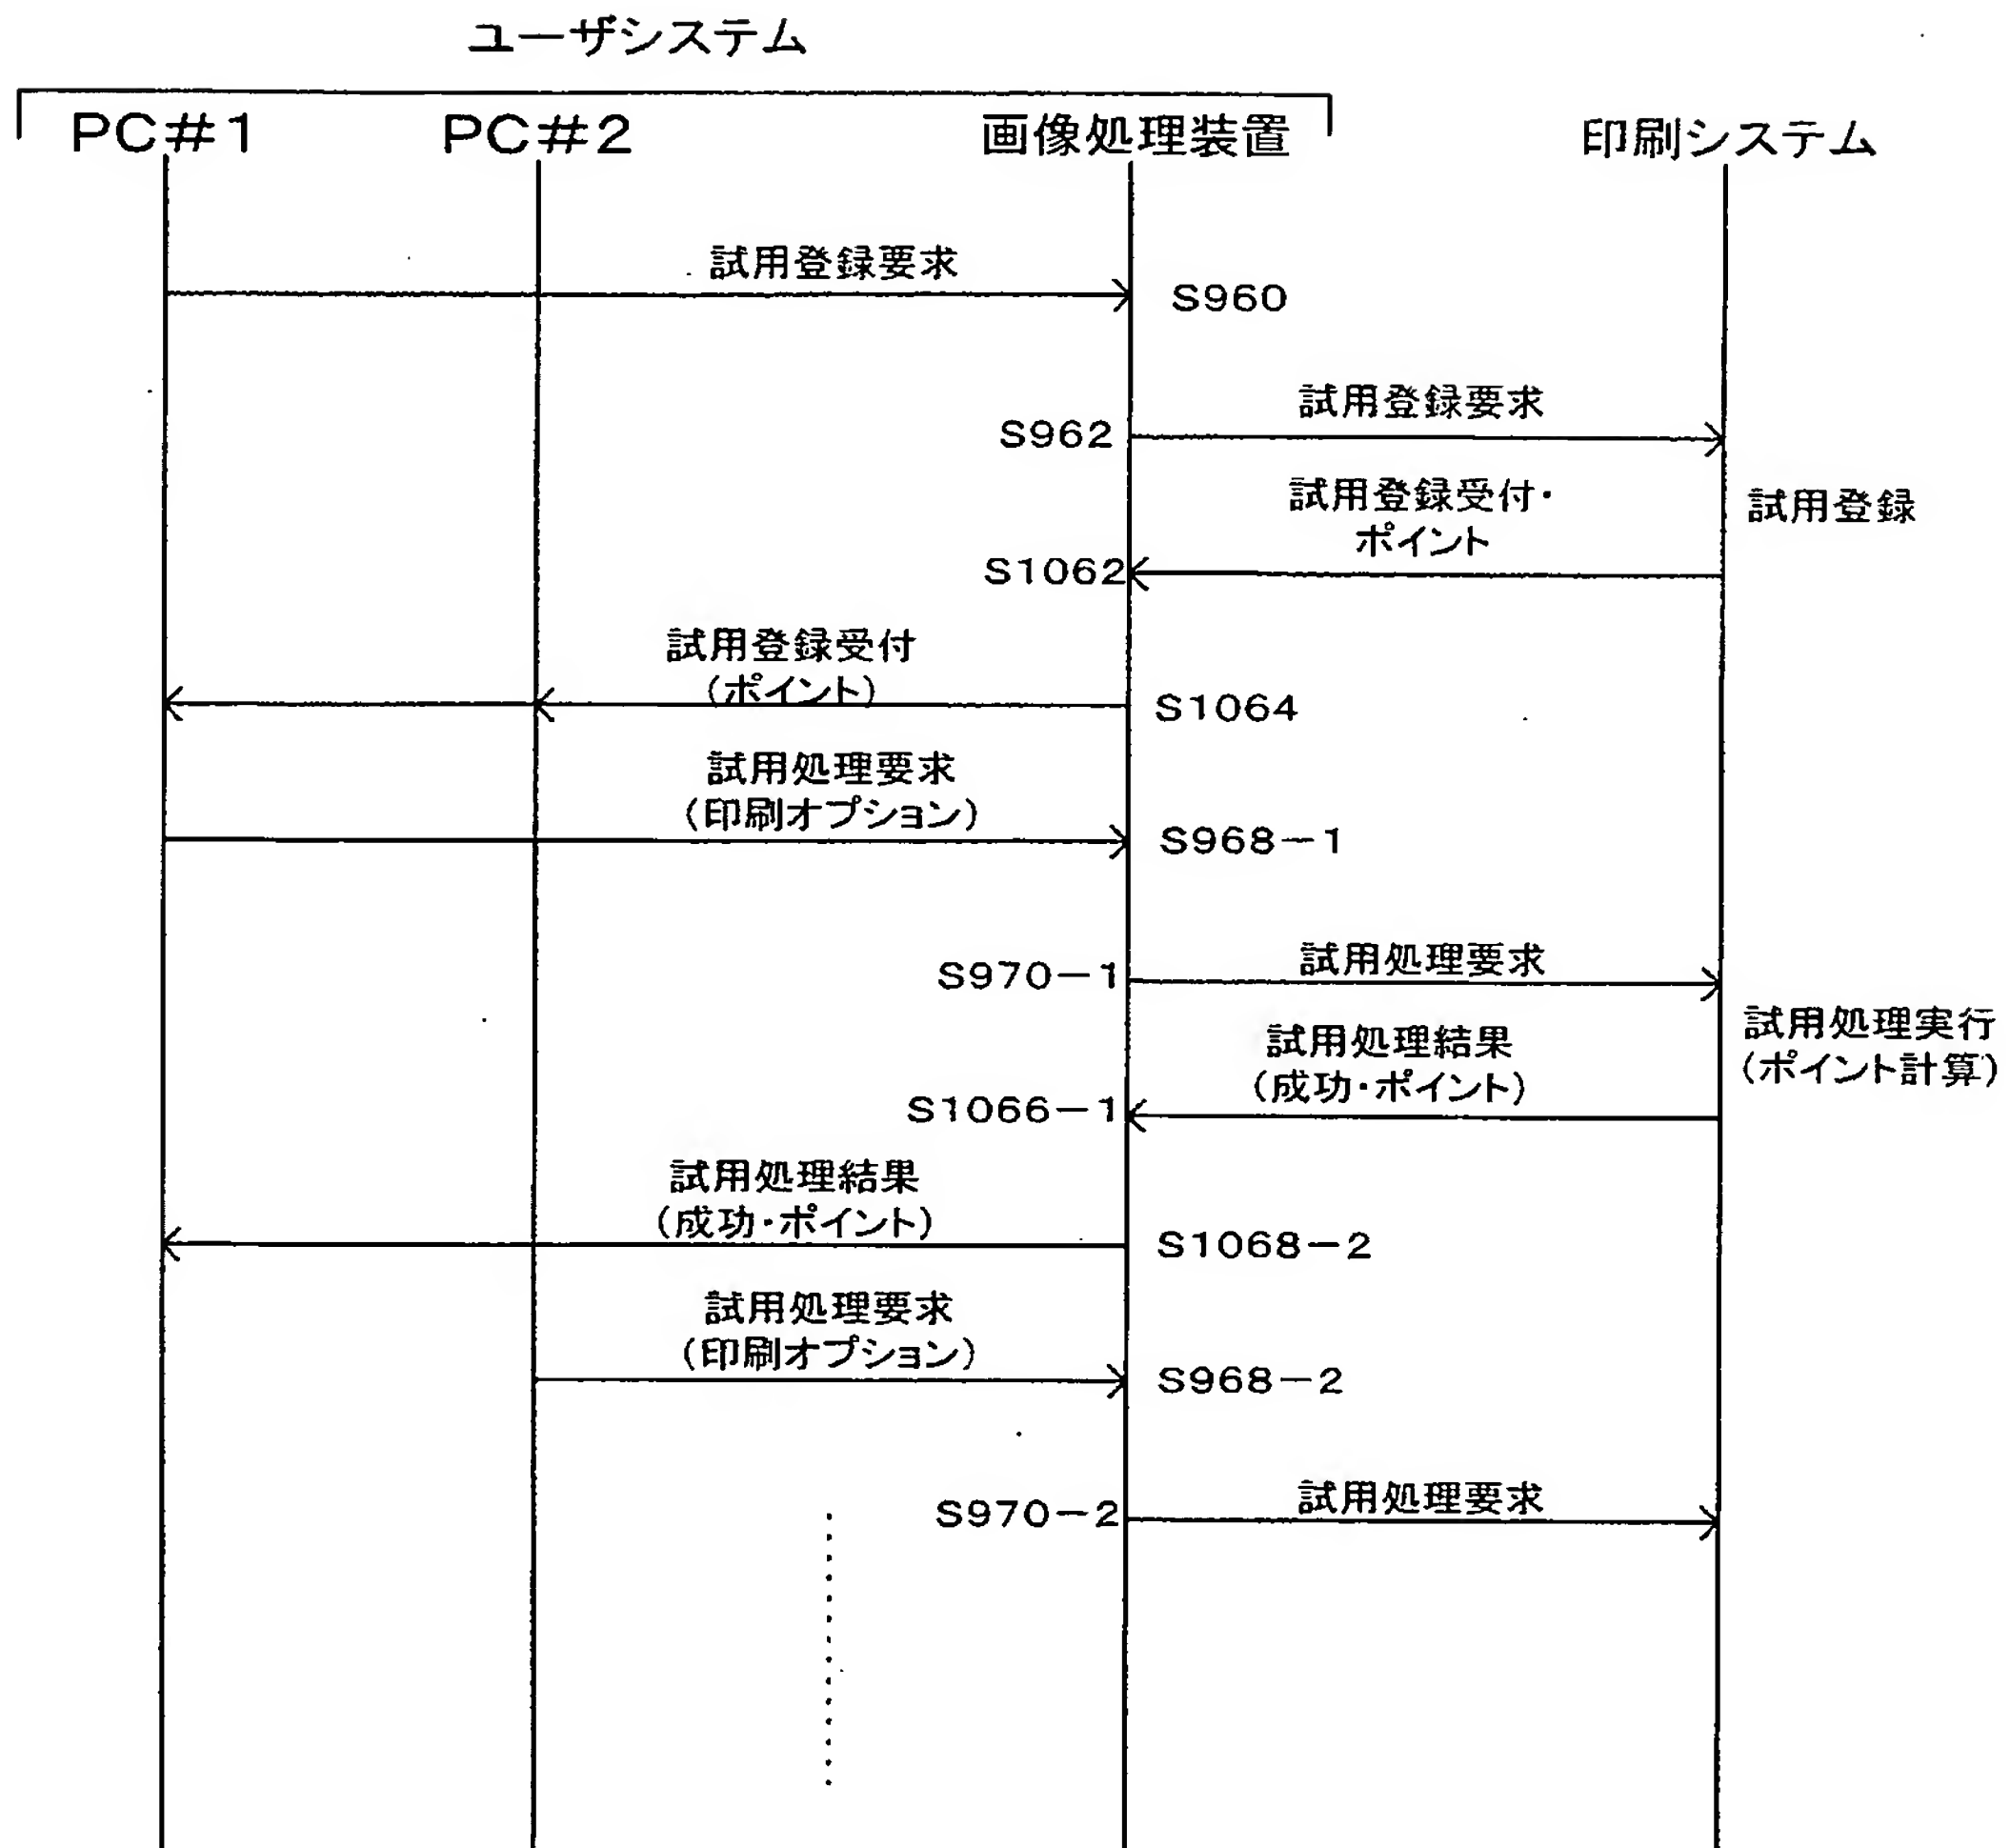 ユーザシステム
PC#1
PC#2
画像処理装置
印刷システム
試用登録要求
S960
試用登録要求
S962
試用登録受付・
ポイント
試用登録
S1062
試用登録受付
(ポイント)
S1064
試用処理要求
(印刷オプション)
S968-1
試用処理要求
S970-1
試用処理実行
(ポイント計算)
試用処理結果
(成功・ポイント)
S1066-1
試用処理結果
(成功・ポイント)
S1068-2
試用処理要求
(印刷オプション)
S968-2
試用処理要求
S970-2